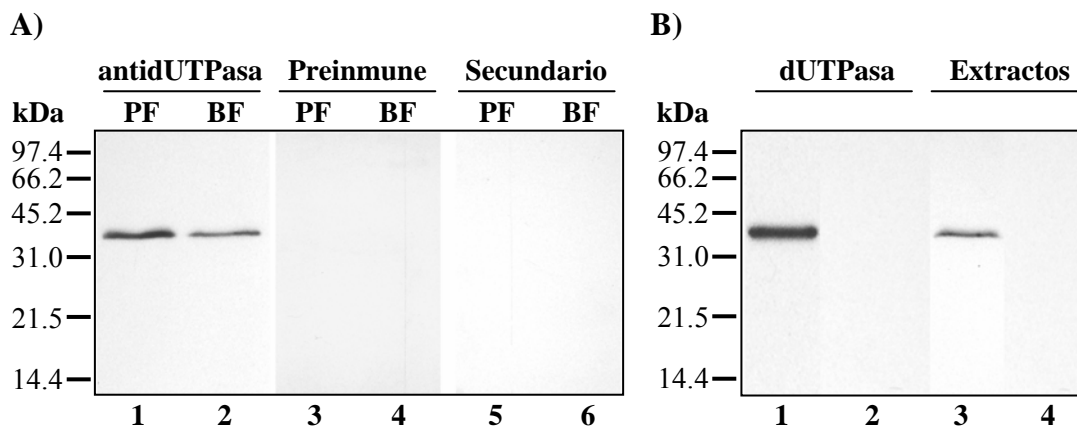 A)
antidUTPasa Preinmune Secundario
kDa PF BF PF BF PF BF
97.4
66.2
45.2
31.0
21.5
14.4
1 2 3 4 5 6
B)
dUTPasa Extractos
kDa
97.4
66.2
45.2
31.0
21.5
14.4
1 2 3 4